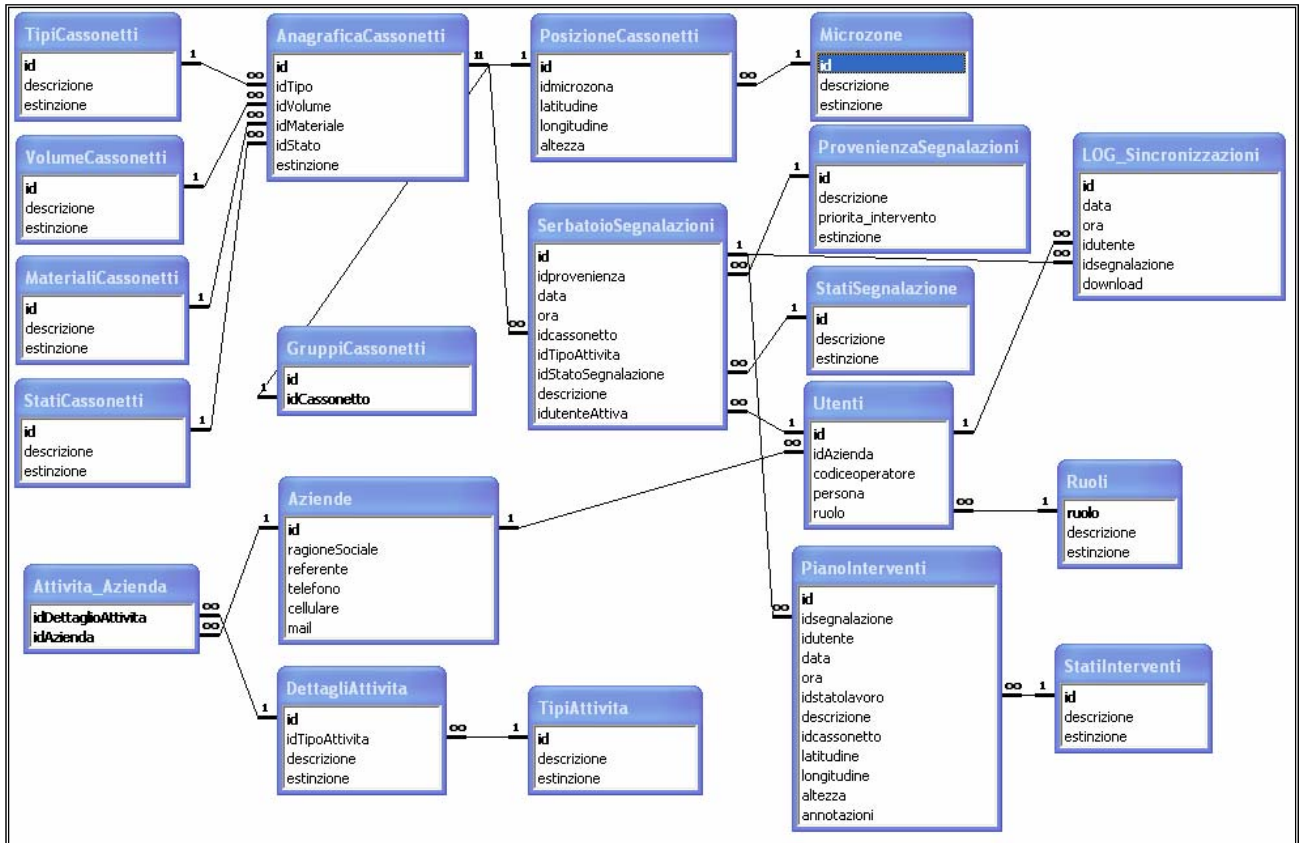 TipiCassonetti
id
descrizione
estinzione
VolumeCassonetti
id
descrizione
estinzione
MaterialiCassonetti
id
descrizione
estinzione
StatiCassonetti
id
descrizione
estinzione
AnagraficaCassonetti
id
idTipo
idVolume
idMateriale
idStato
estinzione
PosizioneCassonetti
id
idmicrozona
latitudine
longitudine
altezza
Microzone
id
descrizione
estinzione
ProvenienzaSegnalazioni
id
descrizione
priorita_intervento
estinzione
LOG_Sincronizzazioni
id
data
ora
idutente
idsegnalazione
download
SerbatoioSegnalazioni
id
idprovenienza
data
ora
idcassonetto
idTipoAttivita
idStatoSegnalazione
descrizione
idutenteAttiva
StatiSegnalazione
id
descrizione
estinzione
GruppiCassonetti
id
idCassonetto
Utenti
id
idAzienda
codiceoperatore
persona
ruolo
Ruoli
ruolo
descrizione
estinzione
Aziende
id
ragioneSociale
referente
telefono
cellulare
mail
Attivita_Azienda
idDettaglioAttivita
idAzienda
DettagliAttivita
id
idTipoAttivita
descrizione
estinzione
TipiAttivita
id
descrizione
estinzione
PianoInterventi
id
idsegnalazione
idutente
data
ora
idstatolavoro
descrizione
idcassonetto
latitudine
longitudine
altezza
annotazioni
StatiInterventi
id
descrizione
estinzione